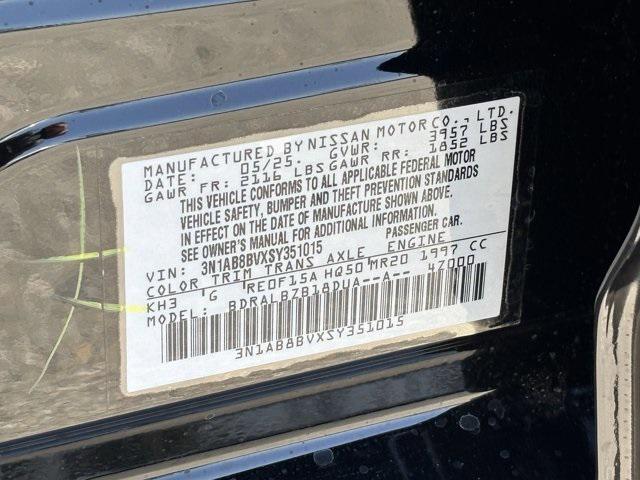 MANUFACTURED BY NISSAN MOTOR CO., LTD.
DATE: 05/25. GVWR: 3957 LBS
GAWR FR: 2116 LBS GAWR RR: 1852 LBS
THIS VEHICLE CONFORMS TO ALL APPLICABLE FEDERAL MOTOR
VEHICLE SAFETY, BUMPER AND THEFT PREVENTION STANDARDS
IN EFFECT ON THE DATE OF MANUFACTURE SHOWN ABOVE.
SEE OWNER'S MANUAL FOR ADDITIONAL INFORMATION.
VIN: 3N1AB8BVXSY351015 PASSENGER CAR.
COLOR TRIM TRANS AXLE ENGINE
KH3 G RE0F15A HQ50 MR20 1997 CC
MODEL: BDRALBZB18DUA--A-- 4Z000
3N1AB8BVXSY351015